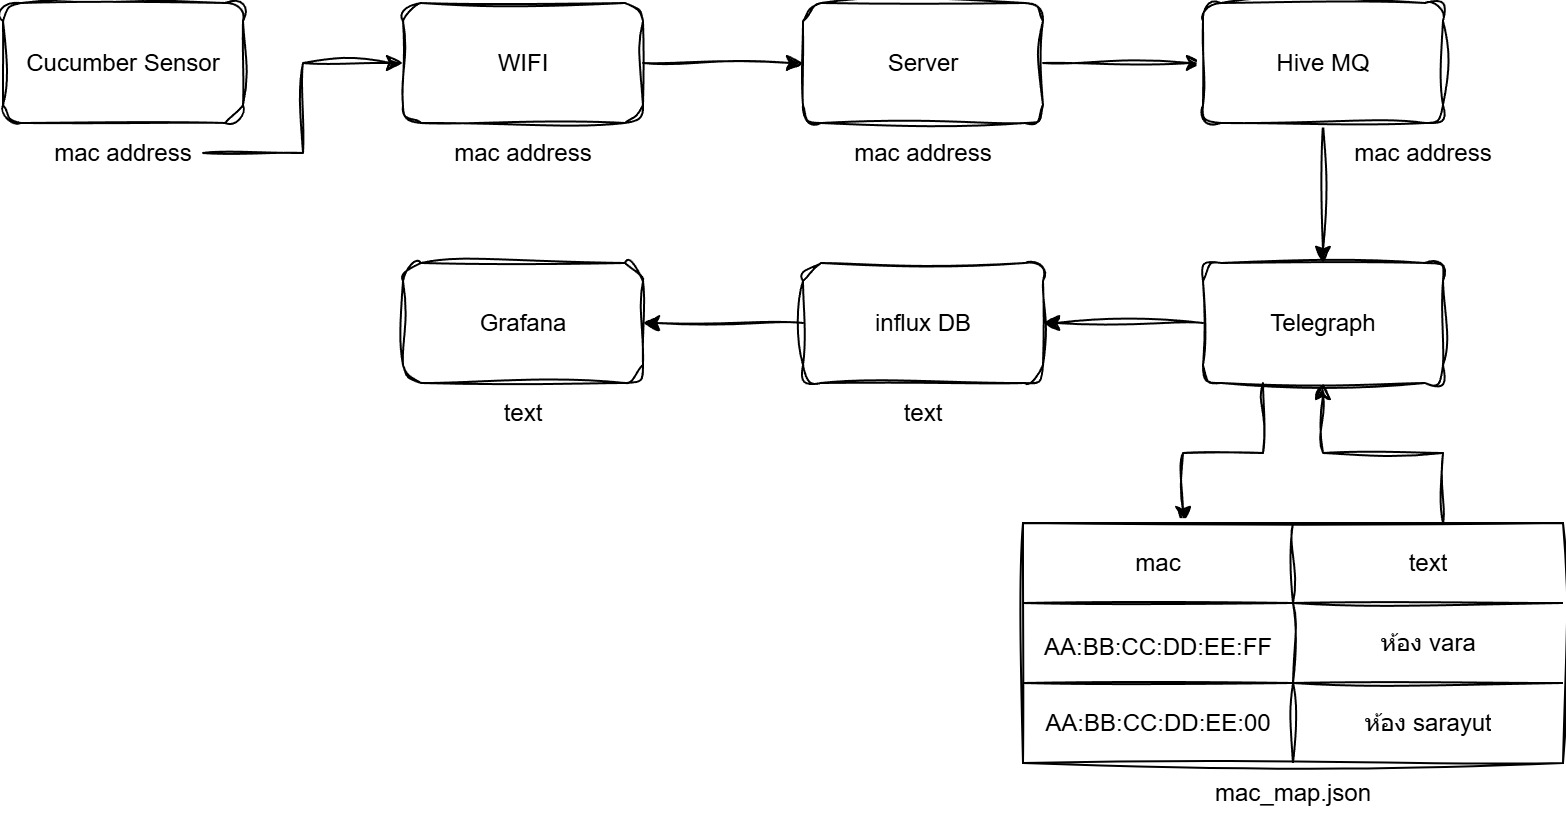 Cucumber Sensor
WIFI
Server
Hive MQ
mac address
mac address
mac address
mac address
Grafana
influx DB
Telegraph
text
text
mac
text
AA:BB:CC:DD:EE:FF
ห้อง vara
AA:BB:CC:DD:EE:00
ห้อง sarayut
mac_map.json